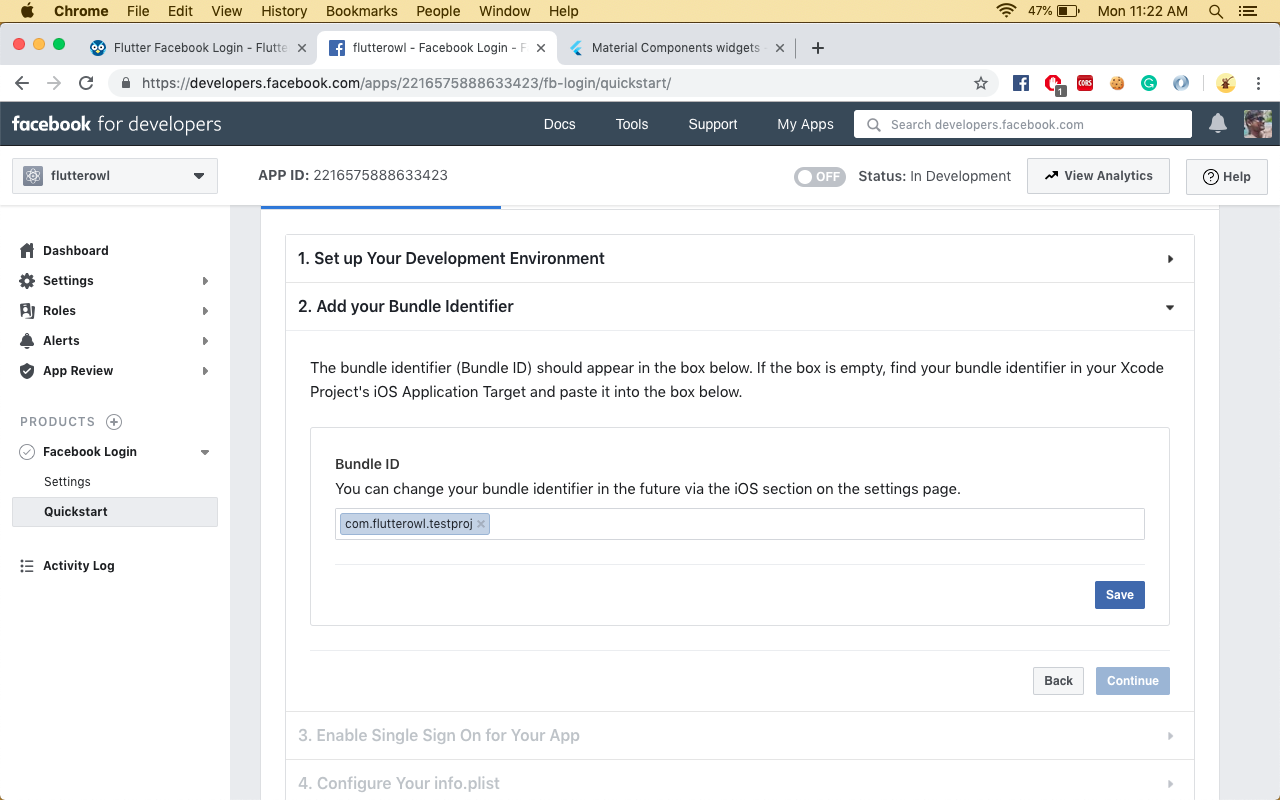 Chrome File Edit View History Bookmarks People Window Help 47% Mon 11:22 AM
Flutter Facebook Login - Flutte flutterowl - Facebook Login - F Material Components widgets -
https://developers.facebook.com/apps/2216575888633423/fb-login/quickstart/ 1 CORS
facebook for developers Docs Tools Support My Apps Search developers.facebook.com
flutterowl APP ID: 2216575888633423 OFF Status: In Development View Analytics Help
Dashboard
Settings
Roles
Alerts
App Review
PRODUCTS
Facebook Login
Settings
Quickstart
Activity Log
1. Set up Your Development Environment
2. Add your Bundle Identifier
The bundle identifier (Bundle ID) should appear in the box below. If the box is empty, find your bundle identifier in your Xcode
Project's iOS Application Target and paste it into the box below.
Bundle ID
You can change your bundle identifier in the future via the iOS section on the settings page.
com.flutterowl.testproj
Save
Back Continue
3. Enable Single Sign On for Your App
4. Configure Your info.plist